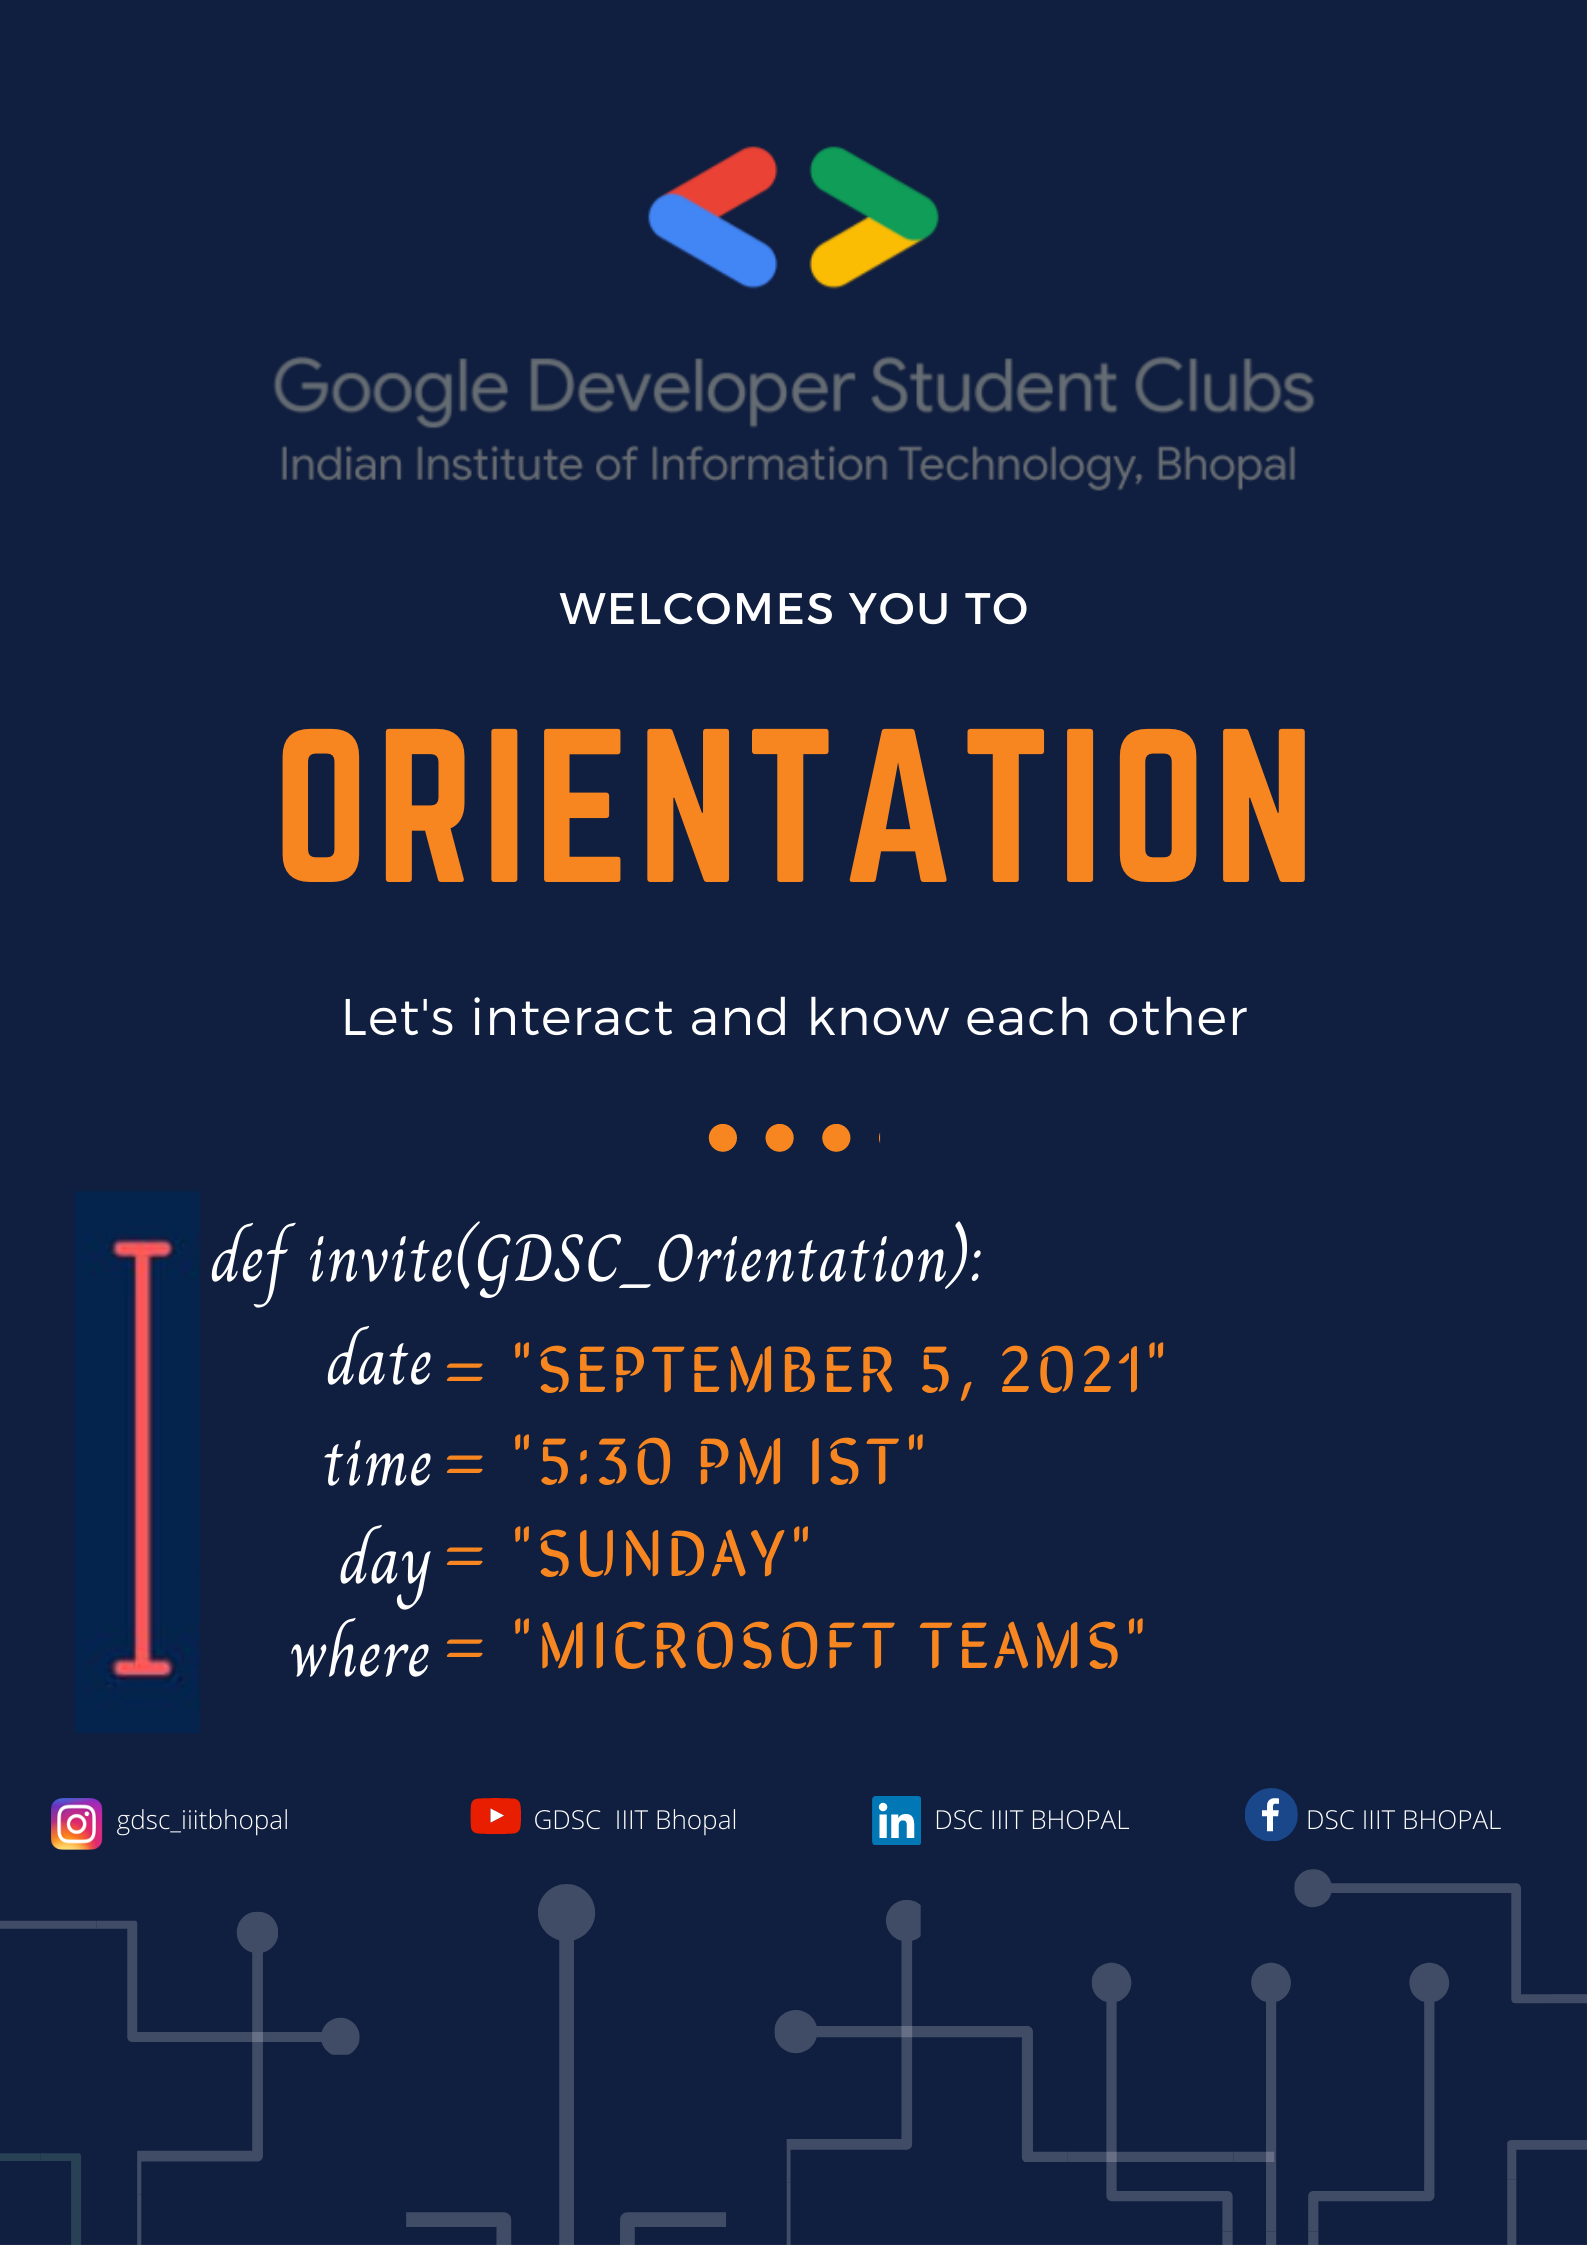 Google Developer Student Clubs
Indian Institute of Information Technology, Bhopal
WELCOMES YOU TO
ORIENTATION
Let's interact and know each other
def invite(GDSC_Orientation):
date = "SEPTEMBER 5, 2021"
time = "5:30 PM IST"
day = "SUNDAY"
where = "MICROSOFT TEAMS"
gdsc_iiitbhopal GDSC IIIT Bhopal DSC IIIT BHOPAL DSC IIIT BHOPAL